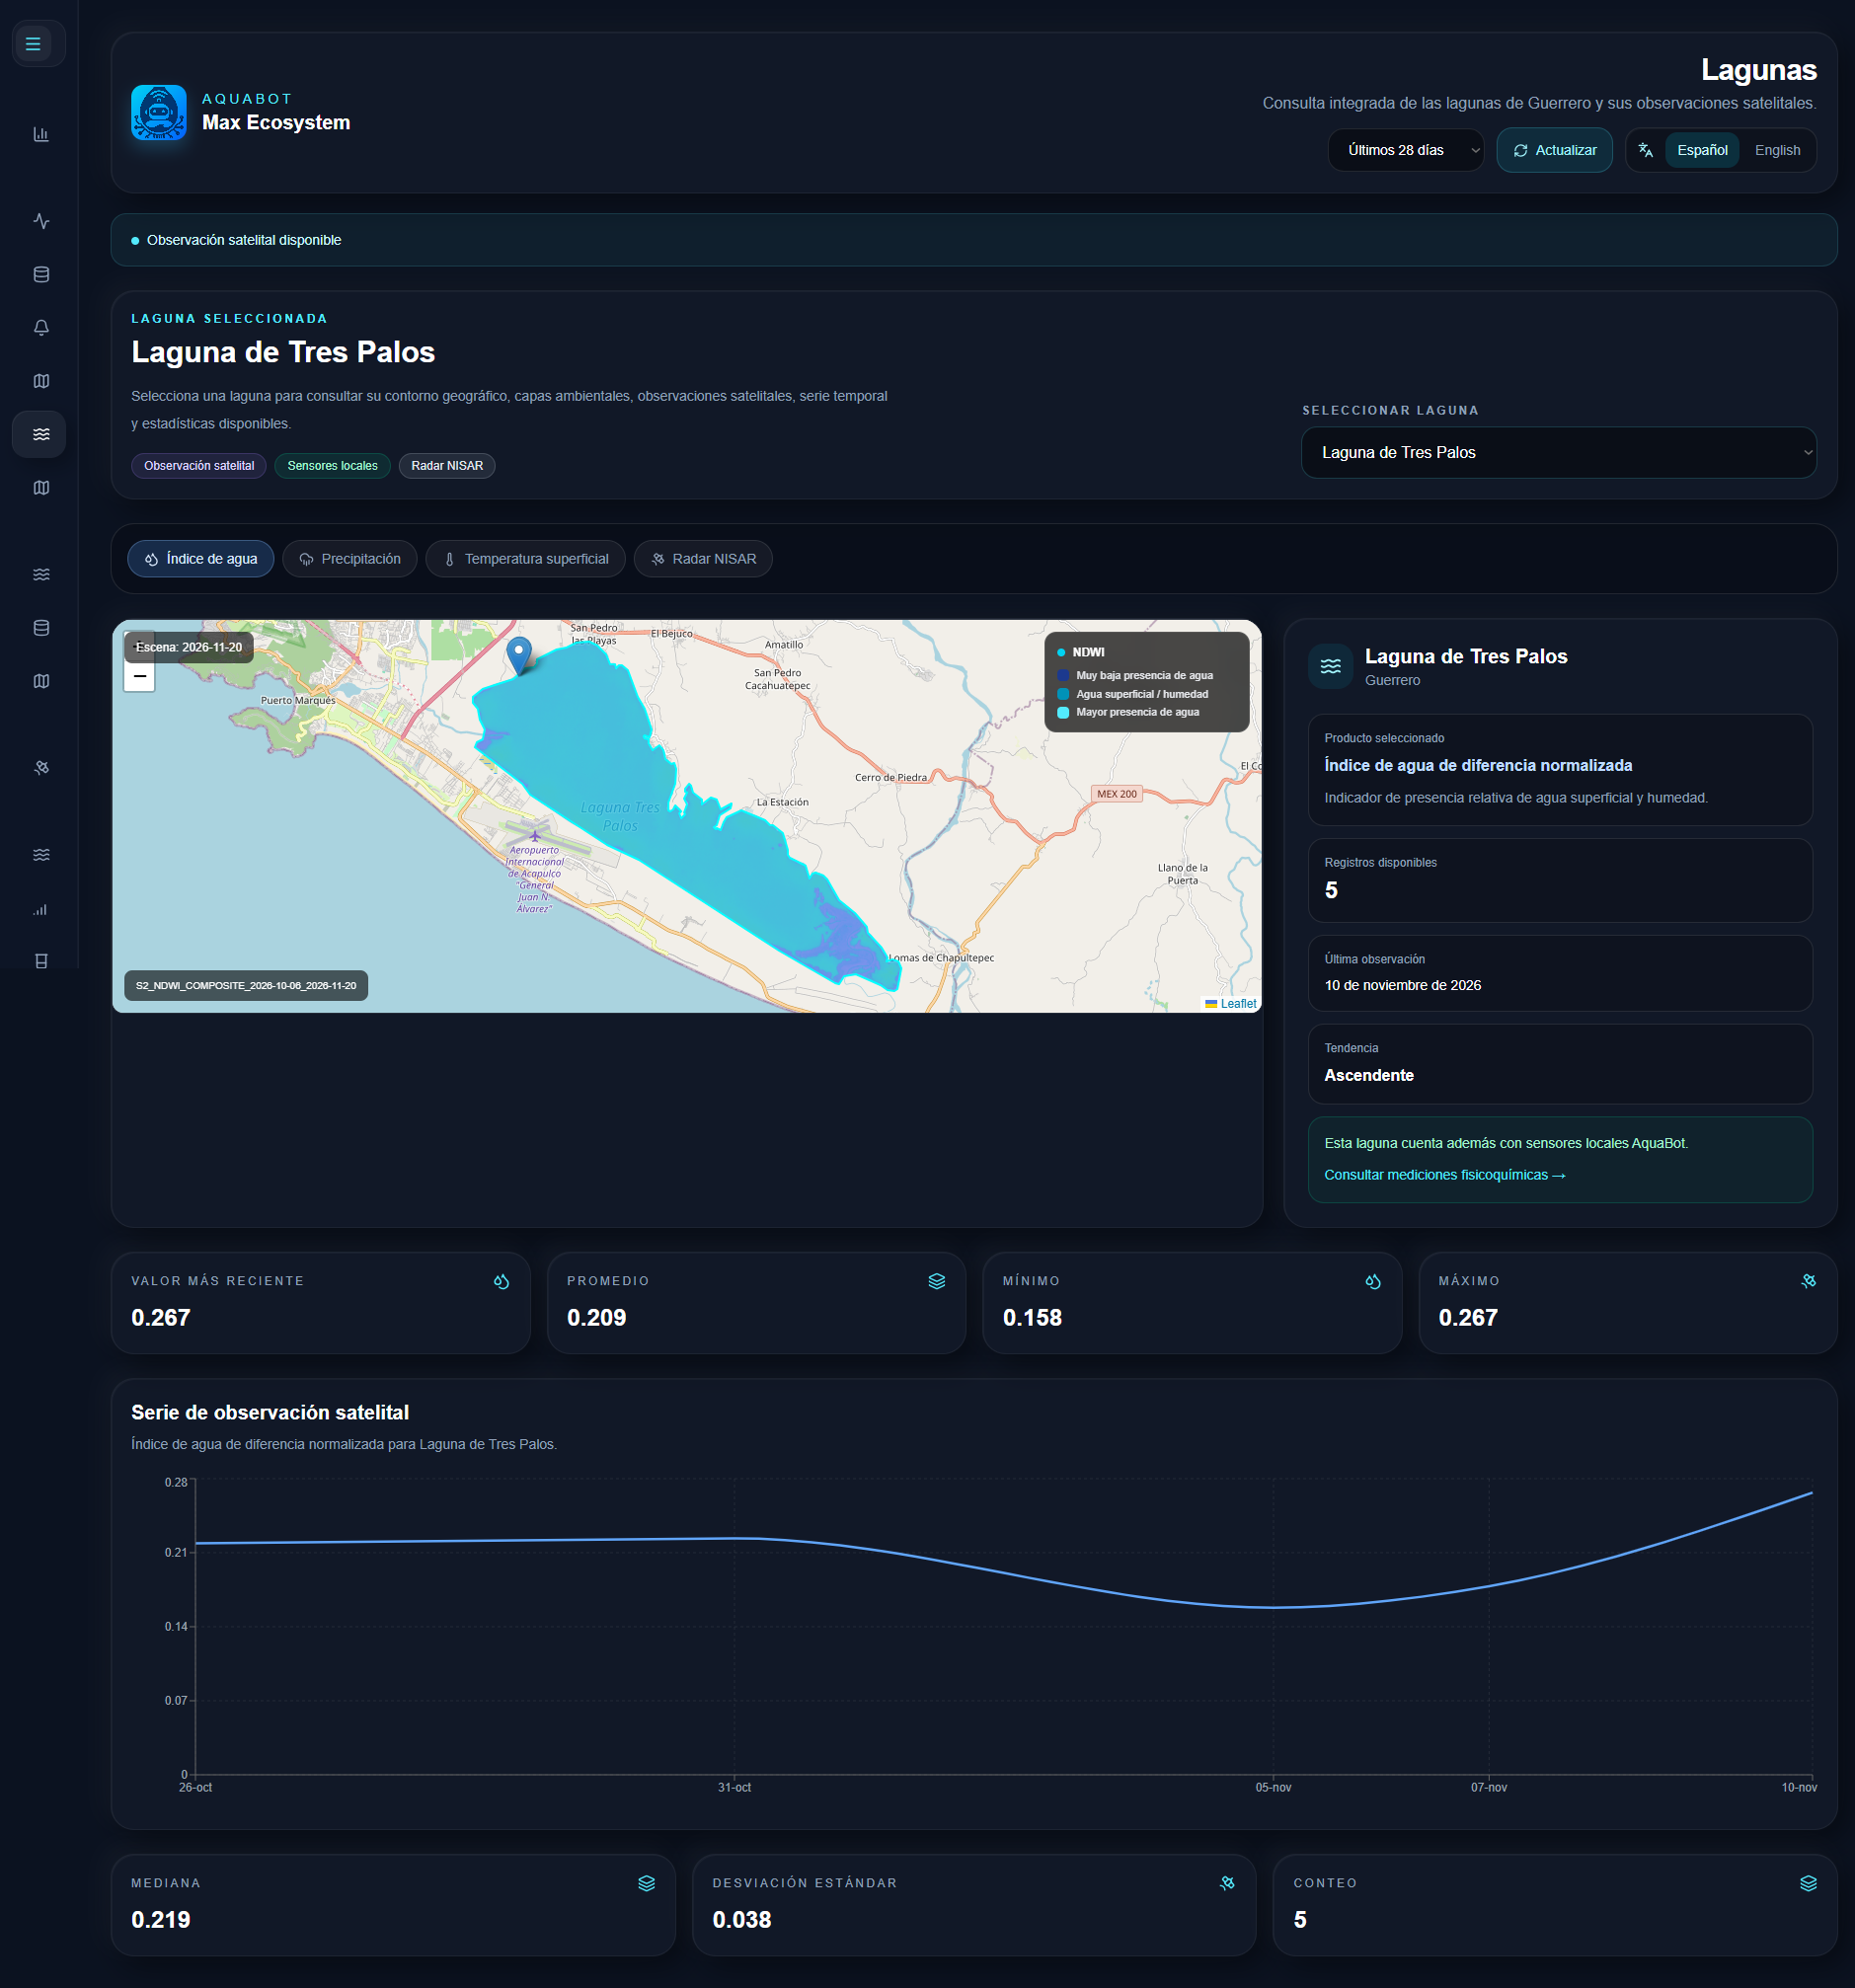 AQUABOT
Max Ecosystem
Lagunas
Consulta integrada de las lagunas de Guerrero y sus observaciones satelitales.
Últimos 28 días
Actualizar
Español
English
Observación satelital disponible
LAGUNA SELECCIONADA
Laguna de Tres Palos
Selecciona una laguna para consultar su contorno geográfico, capas ambientales, observaciones satelitales, serie temporal
y estadísticas disponibles.
Observación satelital
Sensores locales
Radar NISAR
SELECCIONAR LAGUNA
Laguna de Tres Palos
Índice de agua
Precipitación
Temperatura superficial
Radar NISAR
Escena: 2026-11-20
−
San Pedro
las Playas
El Bejuco
Amatillo
San Pedro
Cacahuatepec
Puerto Marqués
NDWI
Muy baja presencia de agua
Agua superficial / humedad
Mayor presencia de agua
El Co
Cerro de Piedra
MEX 200
La Estación
Laguna Tres
Palos
Aeropuerto
Internacional
de Acapulco
"General
Juan N.
Álvarez"
Llano de la
Puerta
Lomas de Chapultepec
S2_NDWI_COMPOSITE_2026-10-06_2026-11-20
Leaflet
Laguna de Tres Palos
Guerrero
Producto seleccionado
Índice de agua de diferencia normalizada
Indicador de presencia relativa de agua superficial y humedad.
Registros disponibles
5
Última observación
10 de noviembre de 2026
Tendencia
Ascendente
Esta laguna cuenta además con sensores locales AquaBot.
Consultar mediciones fisicoquímicas →
VALOR MÁS RECIENTE
0.267
PROMEDIO
0.209
MÍNIMO
0.158
MÁXIMO
0.267
Serie de observación satelital
Índice de agua de diferencia normalizada para Laguna de Tres Palos.
0.28
0.21
0.14
0.07
0
26-oct
31-oct
05-nov
07-nov
10-nov
MEDIANA
0.219
DESVIACIÓN ESTÁNDAR
0.038
CONTEO
5